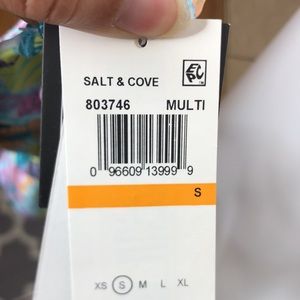 SALT & COVE
803746 MULTI
0 96609 13999 9
S
XS S M L XL